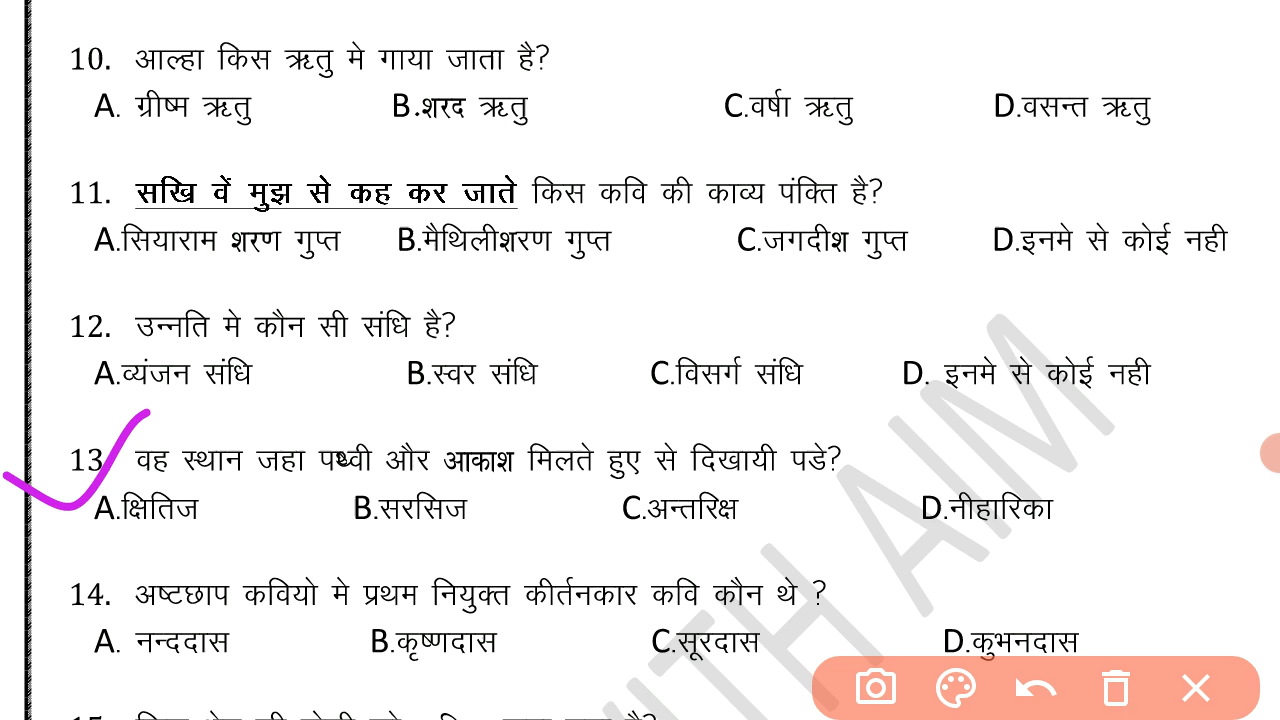 10. आल्हा किस ऋतु मे गाया जाता है?
A. ग्रीष्म ऋतु B.शरद ऋतु C.वर्षा ऋतु D.वसन्त ऋतु
11. सखि वें मुझ से कह कर जाते किस कवि की काव्य पंक्ति है?
A.सियाराम शरण गुप्त B.मैथिलीशरण गुप्त C.जगदीश गुप्त D.इनमे से कोई नही
12. उन्नति मे कौन सी संधि है?
A.व्यंजन संधि B.स्वर संधि C.विसर्ग संधि D. इनमे से कोई नही
13. वह स्थान जहा पथ्वी और आकाश मिलते हुए से दिखायी पडे?
A.क्षितिज B.सरसिज C.अन्तरिक्ष D.नीहारिका
14. अष्टछाप कवियो मे प्रथम नियुक्त कीर्तनकार कवि कौन थे ?
A. नन्ददास B.कृष्णदास C.सूरदास D.कुभनदास
WITH AIM